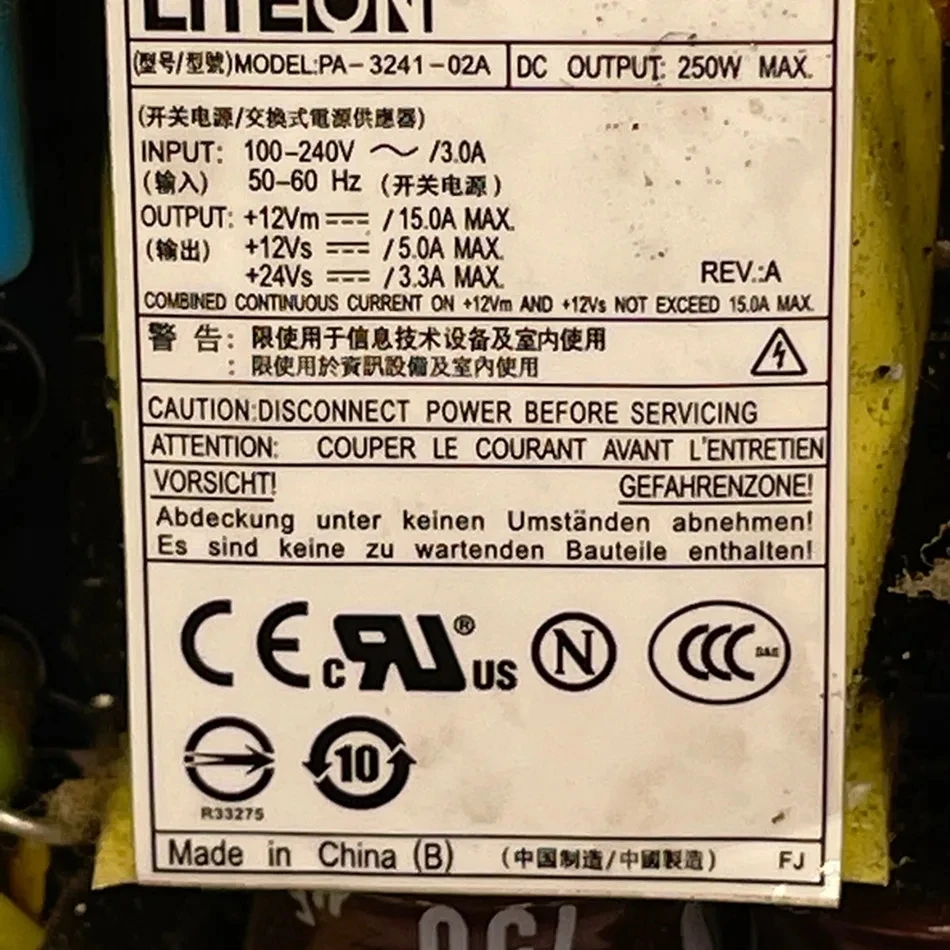 LITEON
(型号/型號)MODEL:PA-3241-02A DC OUTPUT: 250W MAX.
(开关电源/交換式電源供應器)
INPUT: 100-240V ～ /3.0A
(输入) 50-60 Hz (开关电源)
OUTPUT: +12Vm ⎓ /15.0A MAX.
(输出) +12Vs ⎓ /5.0A MAX.
+24Vs ⎓ /3.3A MAX.
REV.:A
COMBINED CONTINUOUS CURRENT ON +12Vm AND +12Vs NOT EXCEED 15.0A MAX.
警告: 限使用于信息技术设备及室内使用
: 限使用於資訊設備及室內使用
CAUTION:DISCONNECT POWER BEFORE SERVICING
ATTENTION: COUPER LE COURANT AVANT L'ENTRETIEN
VORSICHT! GEFAHRENZONE!
Abdeckung unter keinen Umständen abnehmen!
Es sind keine zu wartenden Bauteile enthalten!
CE c RU ® US N CCC S&E
10
R33275
Made in China (B) (中国制造/中國製造) FJ